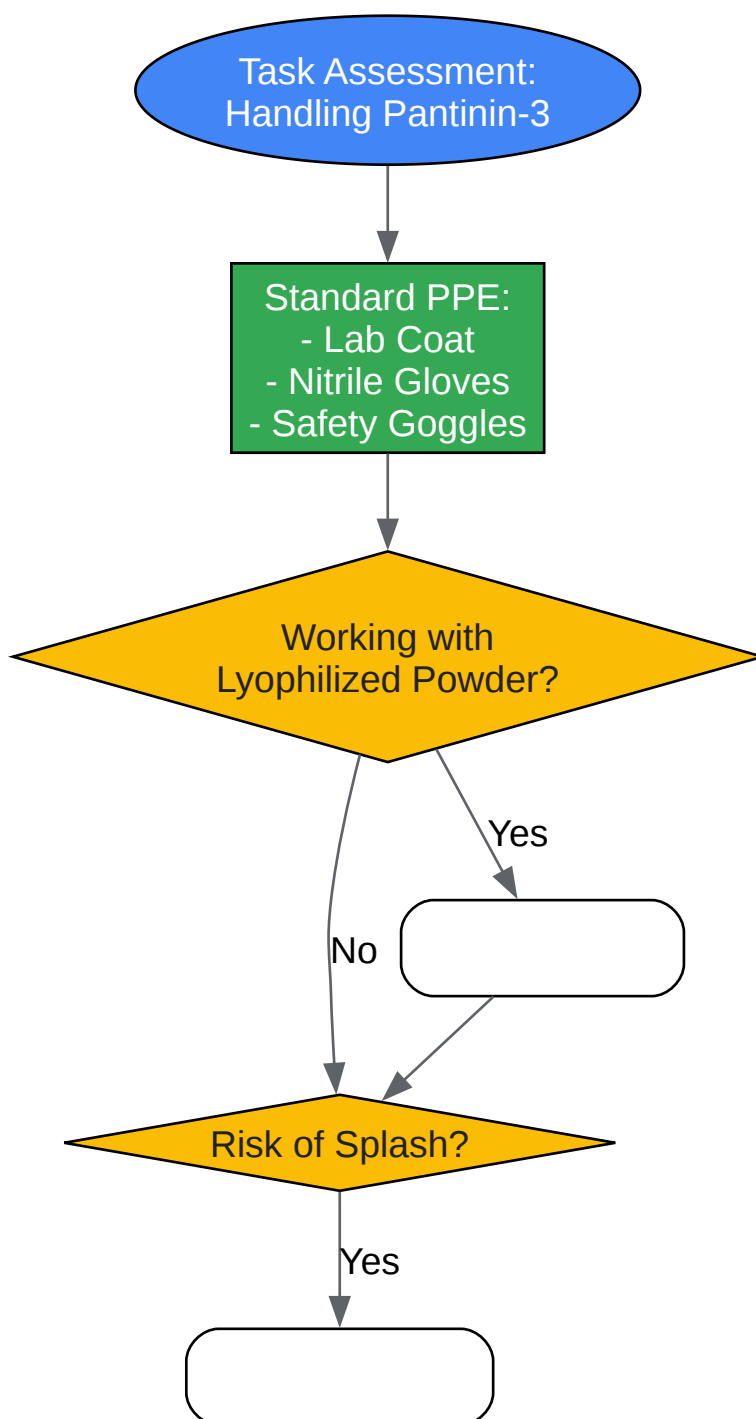 Task Assessment:
Handling Pantinin-3
Standard PPE:
- Lab Coat
- Nitrile Gloves
- Safety Goggles
Working with
Lyophilized Powder?
Yes
No
Risk of Splash?
Yes